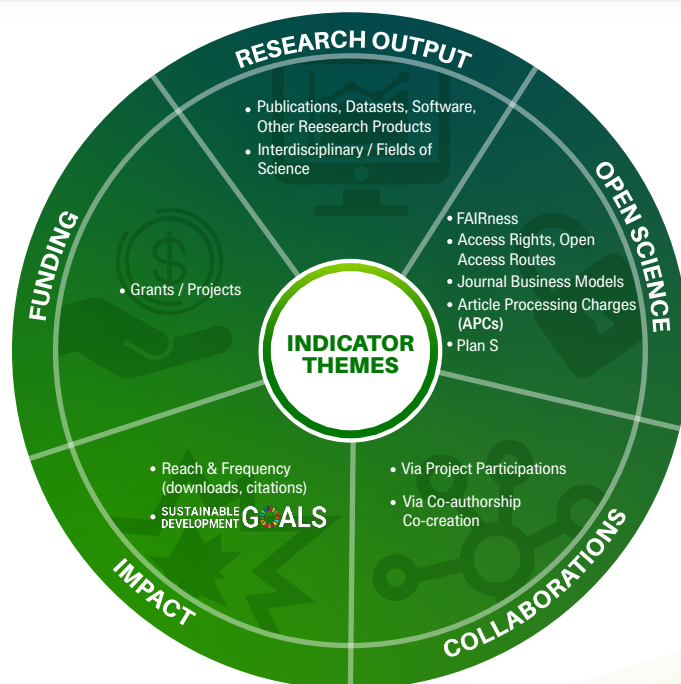 RESEARCH OUTPUT
• Publications, Datasets, Software,
Other Reesearch Products
• Interdisciplinary / Fields of
Science
OPEN SCIENCE
• FAIRness
• Access Rights, Open
Access Routes
• Journal Business Models
• Article Processing Charges
(APCs)
• Plan S
FUNDING
• Grants / Projects
INDICATOR
THEMES
IMPACT
• Reach & Frequency
(downloads, citations)
• SUSTAINABLE
DEVELOPMENT GOALS
COLLABORATIONS
• Via Project Participations
• Via Co-authorship
Co-creation